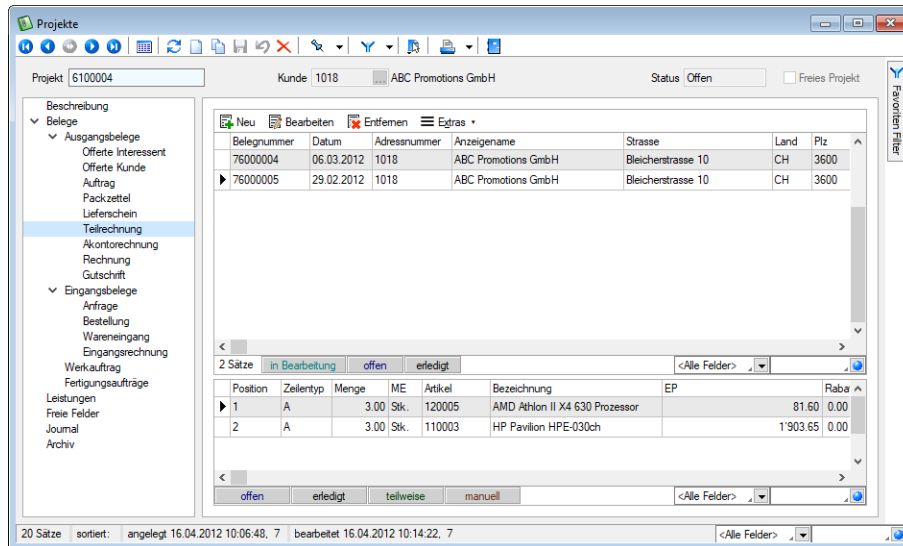 Projekte
Projekt 6100004 Kunde 1018 ... ABC Promotions GmbH Status Offen Freies Projekt
Favoriten Filter
Beschreibung
Belege
Ausgangsbelege
Offerte Interessent
Offerte Kunde
Auftrag
Packzettel
Lieferschein
Teilrechnung
Akontorechnung
Rechnung
Gutschrift
Eingangsbelege
Anfrage
Bestellung
Wareneingang
Eingangsrechnung
Werkauftrag
Fertigungsaufträge
Leistungen
Freie Felder
Journal
Archiv
Neu Bearbeiten Entfernen Extras
Belegnummer Datum Adressnummer Anzeigename Strasse Land Plz
76000004 06.03.2012 1018 ABC Promotions GmbH Bleicherstrasse 10 CH 3600
76000005 29.02.2012 1018 ABC Promotions GmbH Bleicherstrasse 10 CH 3600
2 Sätze in Bearbeitung offen erledigt <Alle Felder>
Position Zeilentyp Menge ME Artikel Bezeichnung EP Raba
1 A 3.00 Stk. 120005 AMD Athlon II X4 630 Prozessor 81.60 0.00
2 A 3.00 Stk. 110003 HP Pavilion HPE-030ch 1'903.65 0.00
offen erledigt teilweise manuell <Alle Felder>
20 Sätze sortiert: angelegt 16.04.2012 10:06:48, 7 bearbeitet 16.04.2012 10:14:22, 7 <Alle Felder>